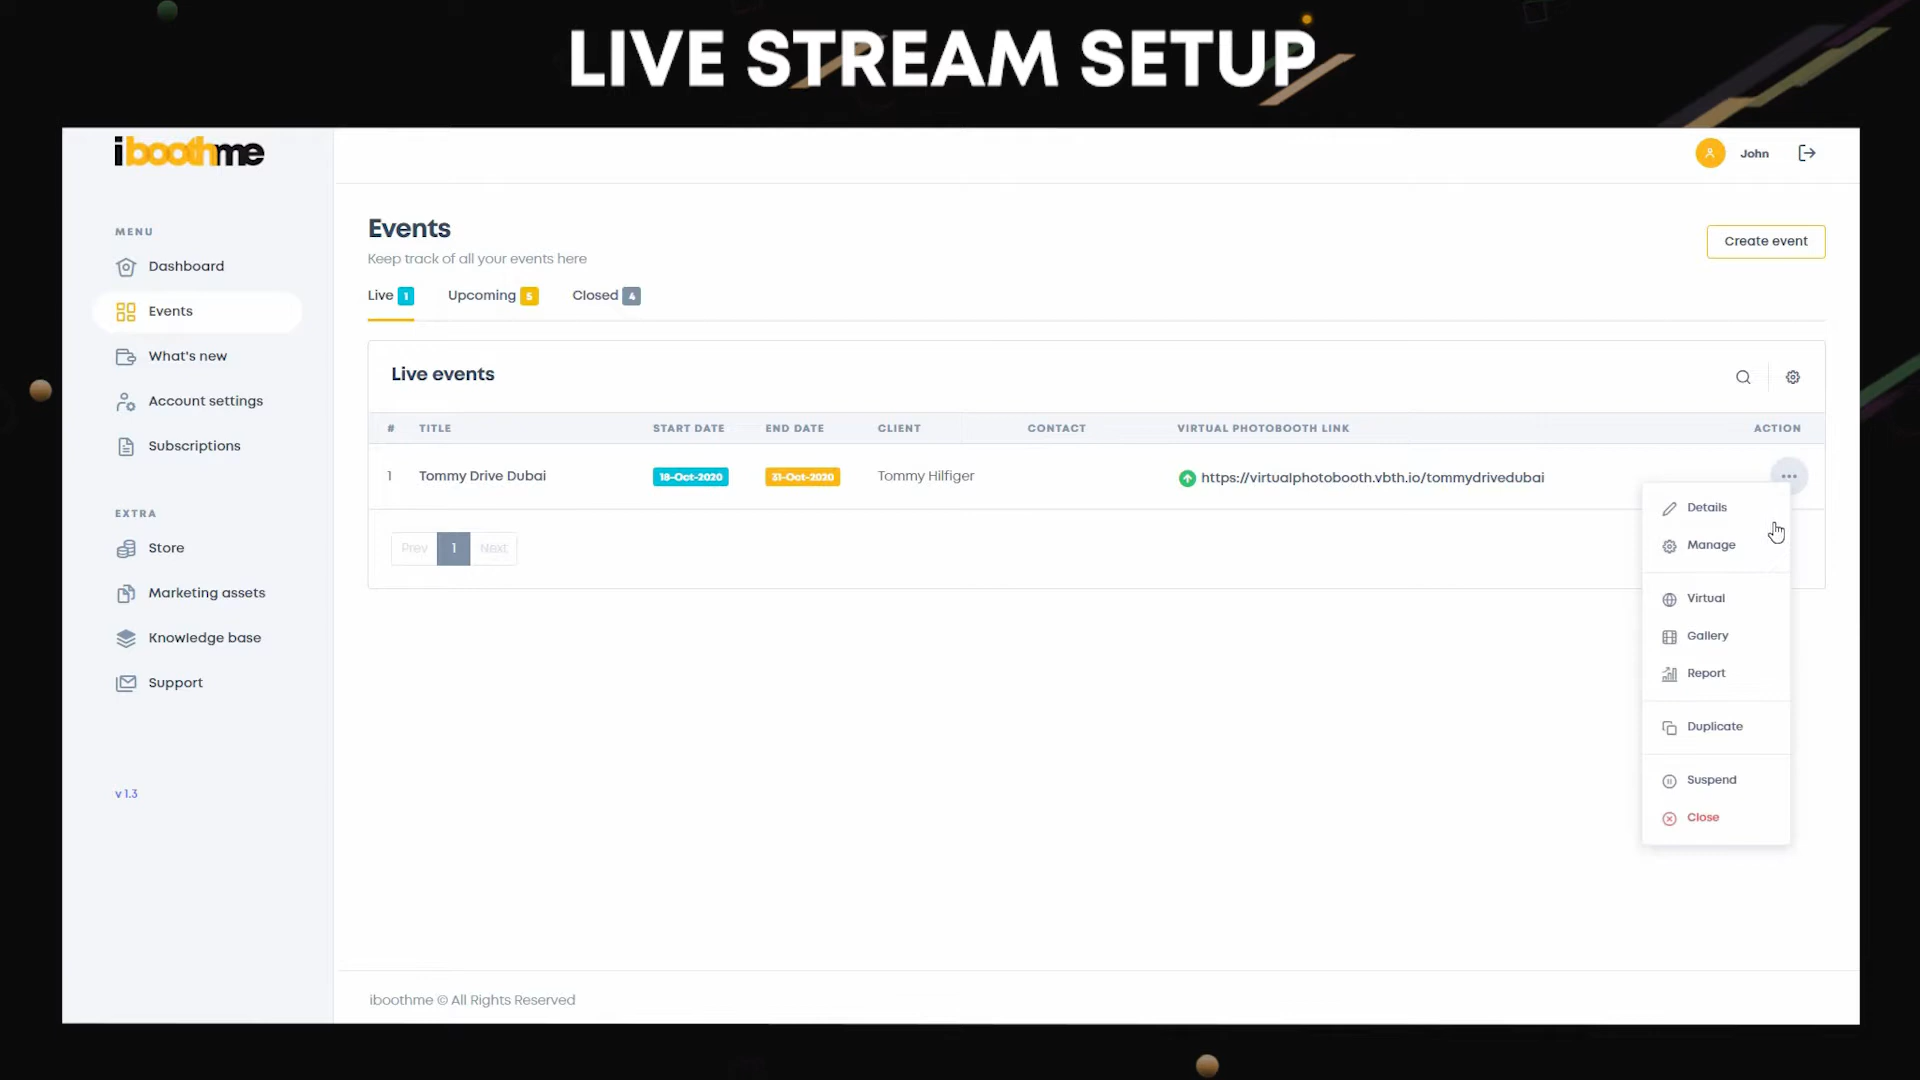 LIVE STREAM SETUP
iboothme
John
MENU
Dashboard
Events
What's new
Account settings
Subscriptions
EXTRA
Store
Marketing assets
Knowledge base
Support
v 1.3
Events
Keep track of all your events here
Create event
Live 1 Upcoming 5 Closed 4
Live events
# TITLE START DATE END DATE CLIENT CONTACT VIRTUAL PHOTOBOOTH LINK ACTION
1 Tommy Drive Dubai 18-Oct-2020 31-Oct-2020 Tommy Hilfiger https://virtualphotobooth.vbth.io/tommydrivedubai
Prev 1 Next
Details
Manage
Virtual
Gallery
Report
Duplicate
Suspend
Close
iboothme © All Rights Reserved